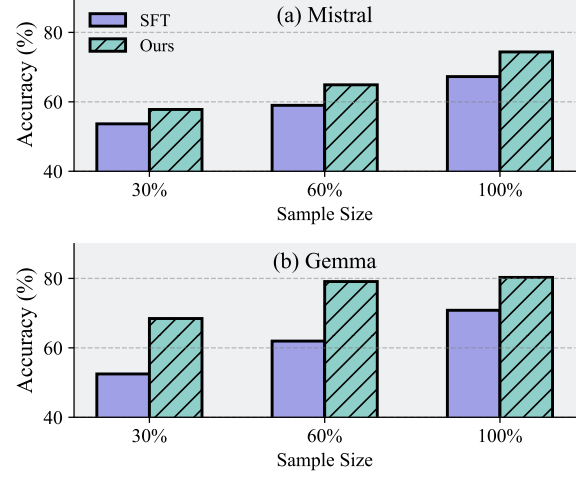 (a) Mistral
SFT
Ours
Accuracy (%)
80
60
40
30%
60%
100%
Sample Size
(b) Gemma
Accuracy (%)
80
60
40
30%
60%
100%
Sample Size